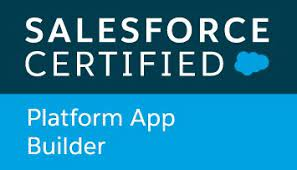 SALESFORCE
CERTIFIED
Platform App
Builder